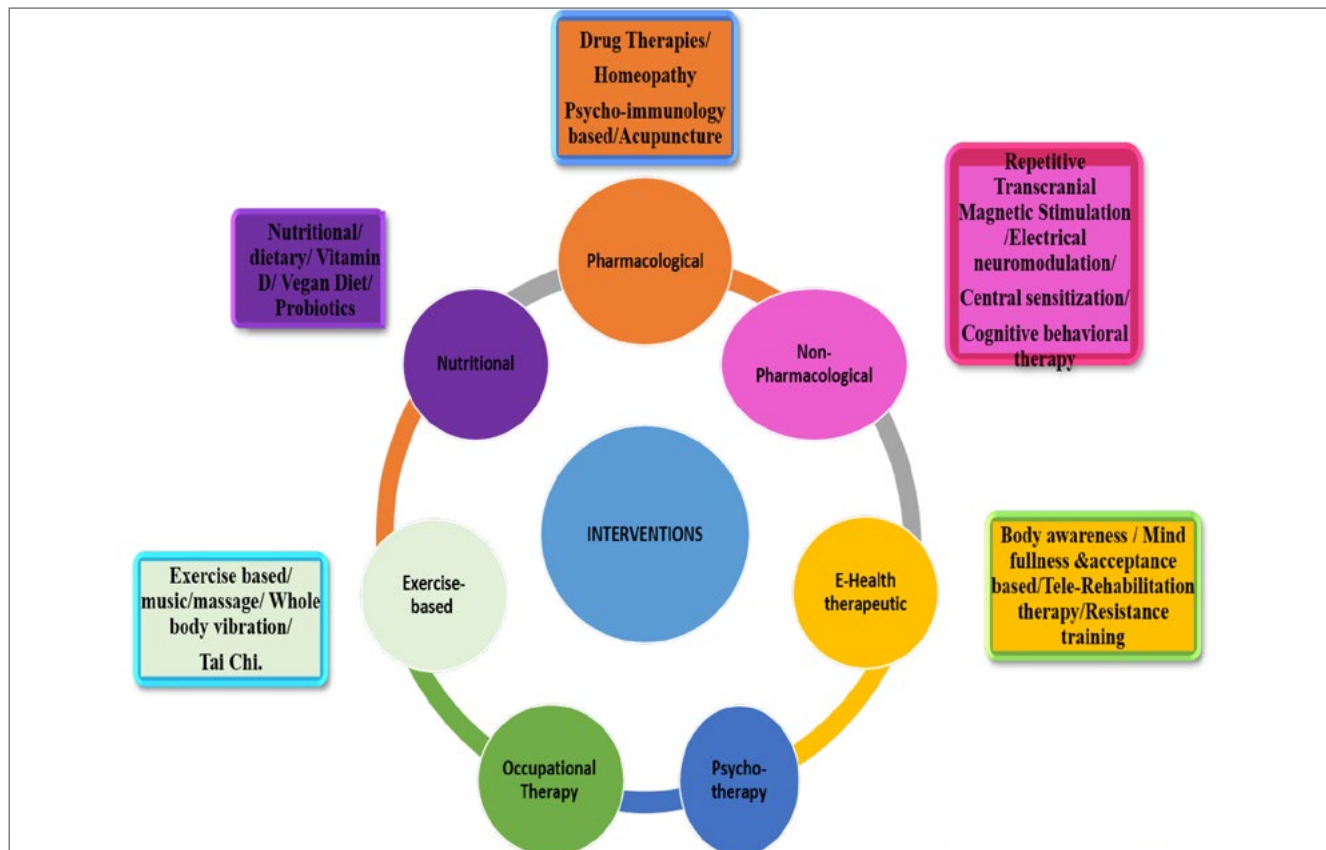 Drug Therapies/
Homeopathy
Psycho-immunology
based/Acupuncture
Repetitive
Transcranial
Magnetic Stimulation
/Electrical
neuromodulation/
Central sensitization/
Cognitive behavioral
therapy
Nutritional/
dietary/ Vitamin
D/ Vegan Diet/
Probiotics
Pharmacological
Nutritional
Non-
Pharmacological
INTERVENTIONS
Body awareness / Mind
fullness &acceptance
based/Tele-Rehabilitation
therapy/Resistance
training
Exercise based/
music/massage/ Whole
body vibration/
Tai Chi.
Exercise-
based
E-Health
therapeutic
Occupational
Therapy
Psycho-
therapy